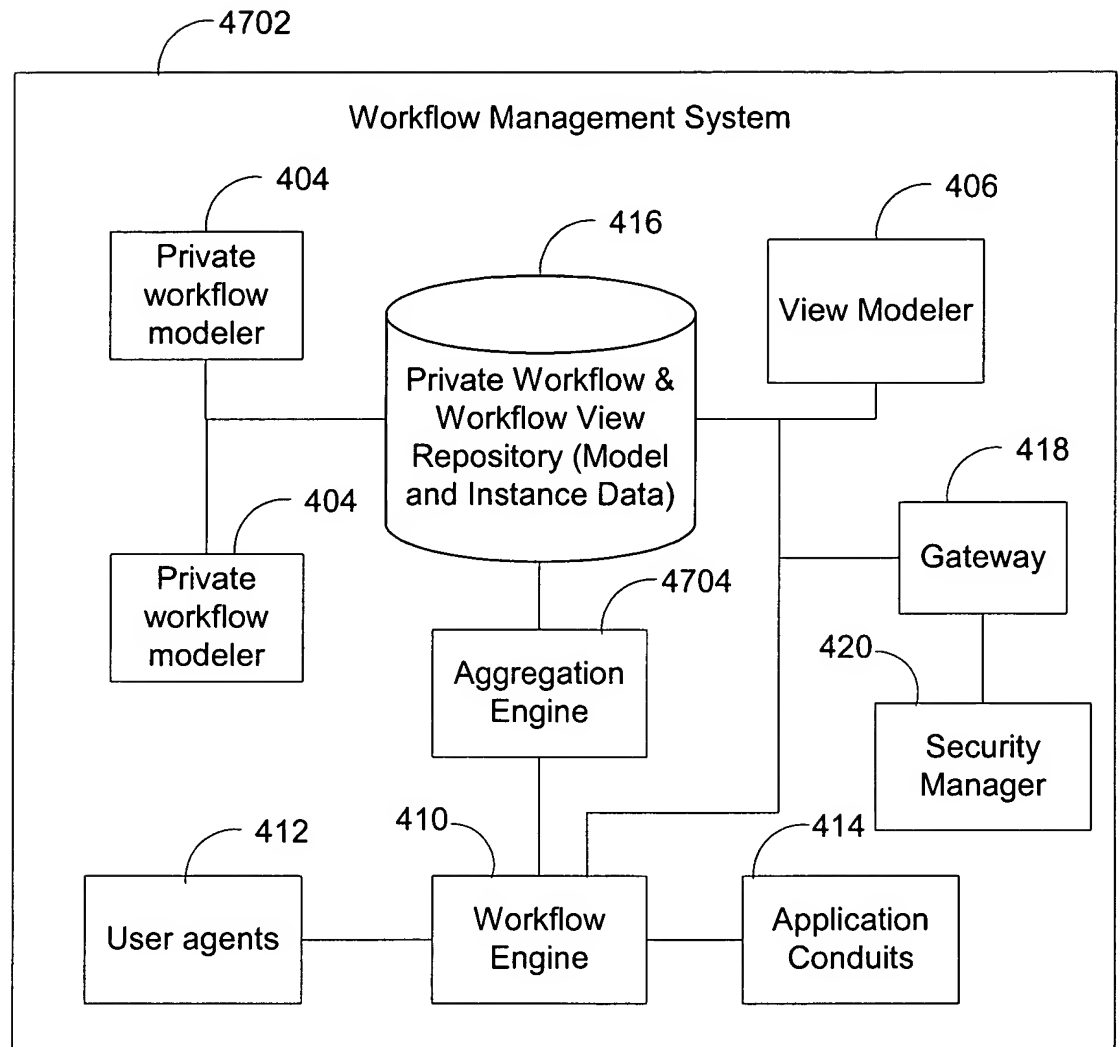 4702
Workflow Management System
404
Private
workflow
modeler
416
Private Workflow &
Workflow View
Repository (Model
and Instance Data)
406
View Modeler
404
Private
workflow
modeler
418
Gateway
4704
Aggregation
Engine
420
Security
Manager
412
User agents
410
Workflow
Engine
414
Application
Conduits